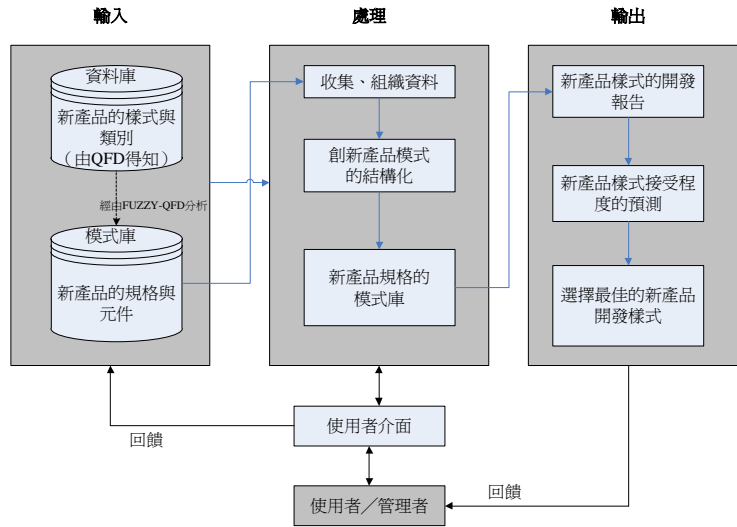 輸入
處理
輸出
資料庫
新產品的樣式與
類別
（由QFD得知）
經由FUZZY-QFD分析
模式庫
新產品的規格與
元件
收集、組織資料
創新產品模式
的結構化
新產品規格的
模式庫
新產品樣式的開發
報告
新產品樣式接受程
度的預測
選擇最佳的新產品
開發樣式
使用者介面
回饋
使用者／管理者
回饋